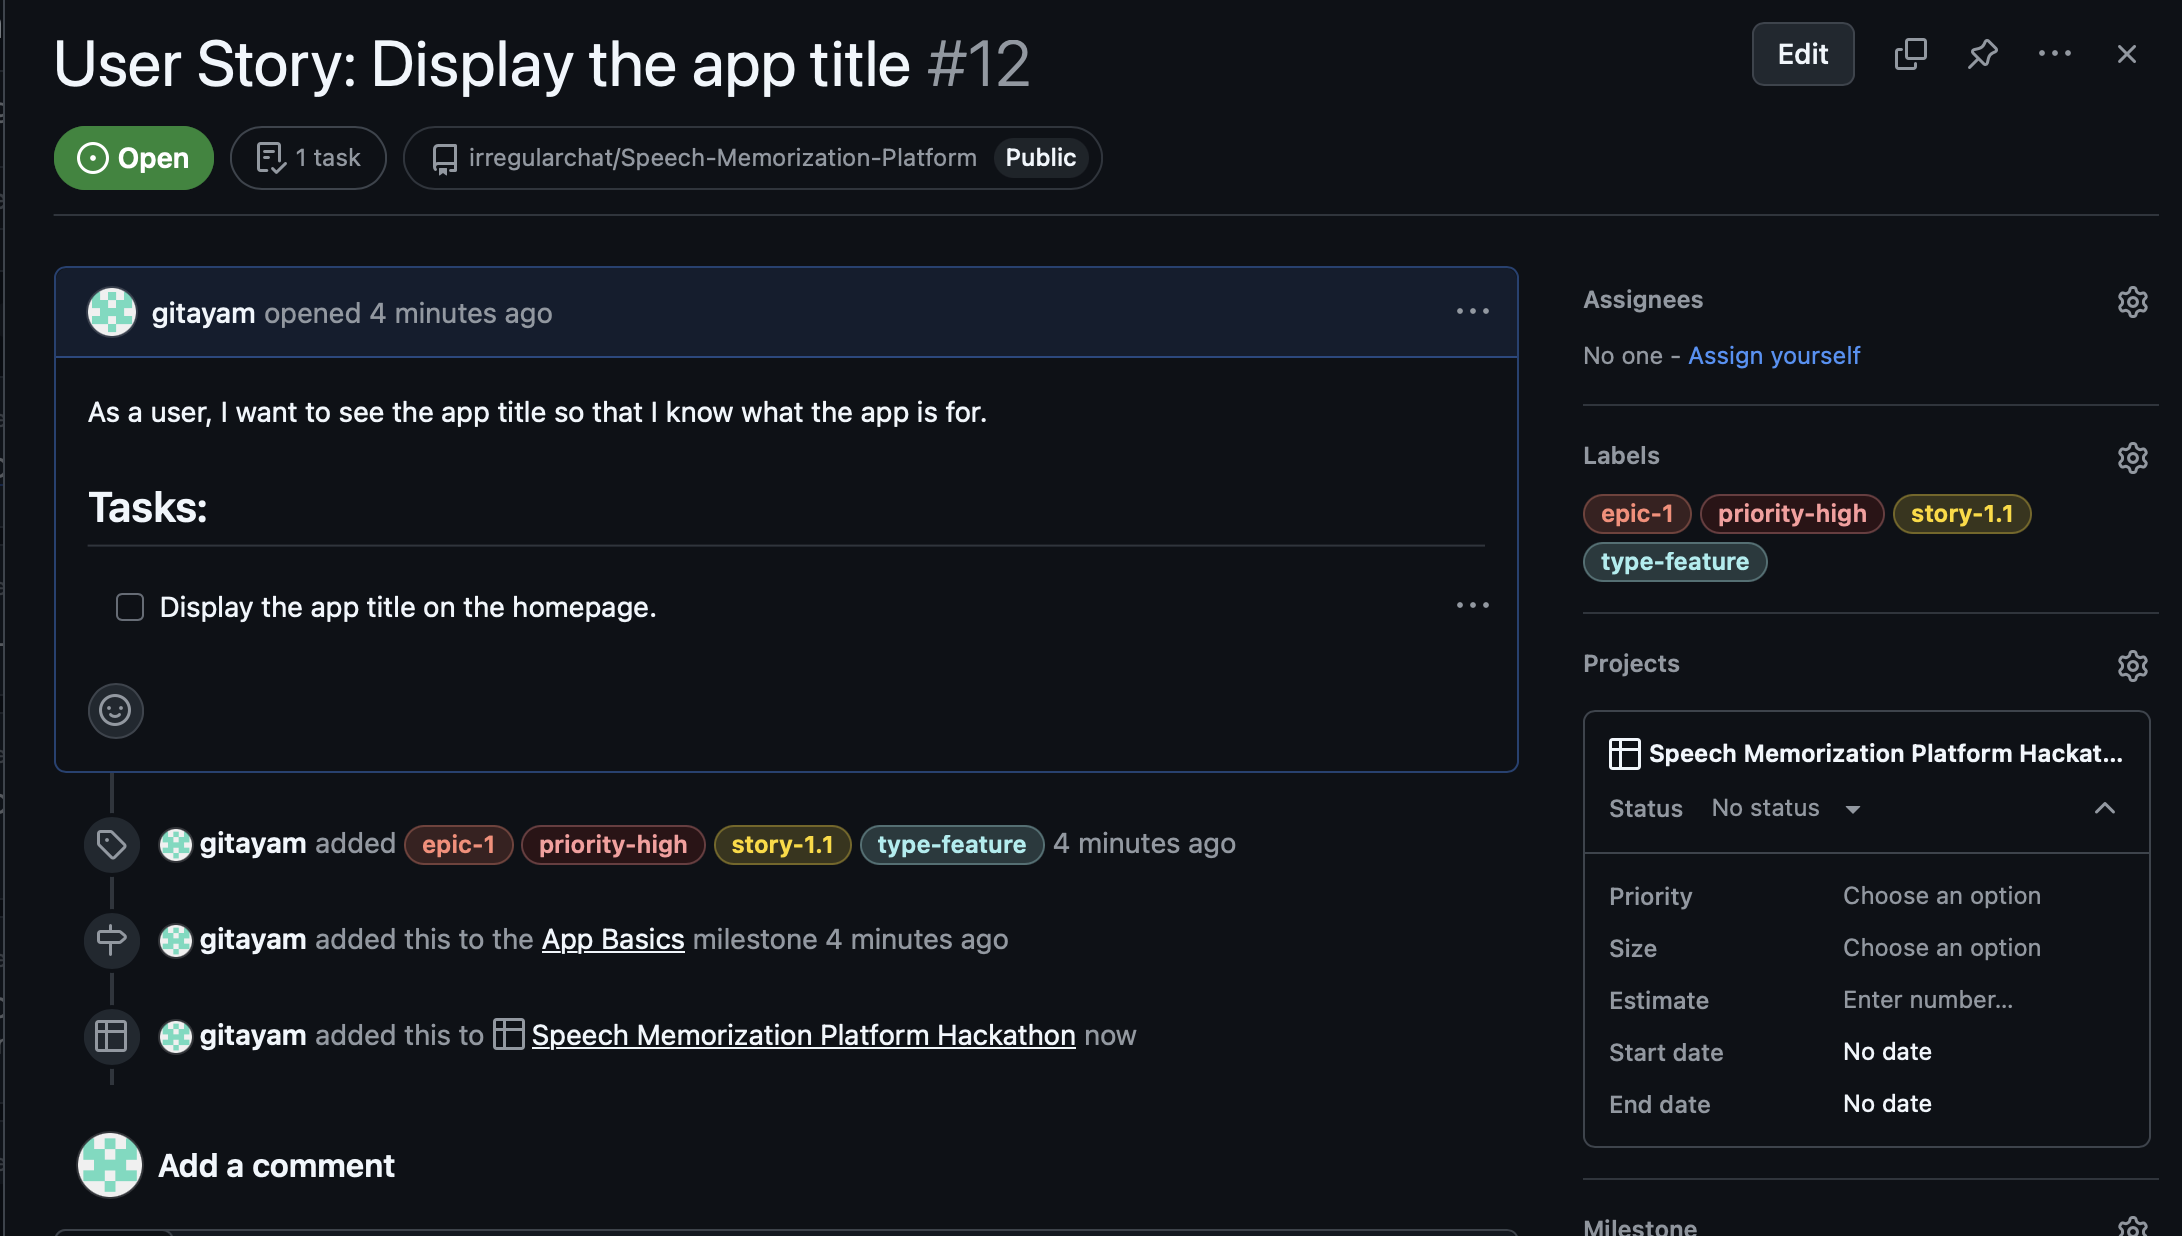 User Story: Display the app title #12
Edit
Open
1 task
irregularchat/Speech-Memorization-Platform Public
gitayam opened 4 minutes ago
As a user, I want to see the app title so that I know what the app is for.
Tasks:
Display the app title on the homepage.
gitayam added epic-1 priority-high story-1.1 type-feature 4 minutes ago
gitayam added this to the App Basics milestone 4 minutes ago
gitayam added this to Speech Memorization Platform Hackathon now
Add a comment
Assignees
No one - Assign yourself
Labels
epic-1 priority-high story-1.1
type-feature
Projects
Speech Memorization Platform Hackat...
Status No status
Priority Choose an option
Size Choose an option
Estimate Enter number...
Start date No date
End date No date
Milestone